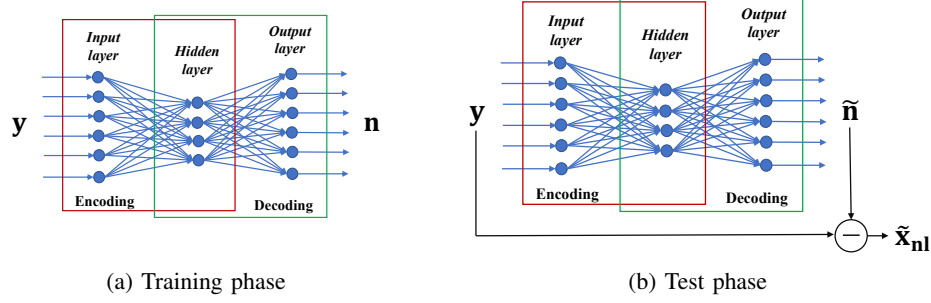 Input
layer
Hidden
layer
Output
layer
y
n
Encoding
Decoding
(a) Training phase
Input
layer
Hidden
layer
Output
layer
y
ñ
Encoding
Decoding
−
x̃nl
(b) Test phase